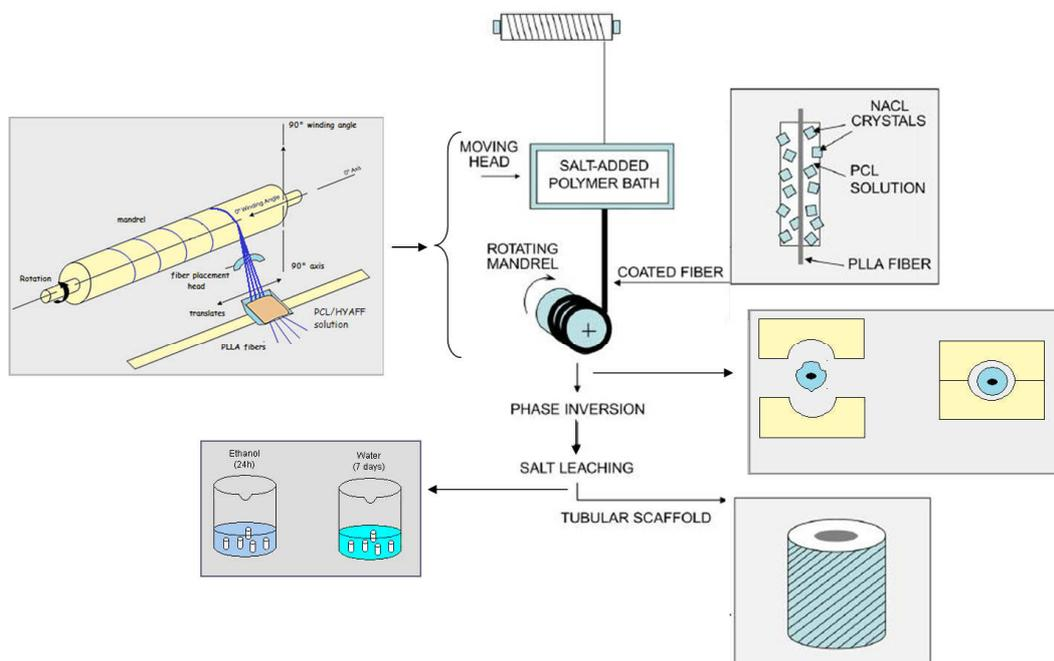 90° winding angle
0° Axis
0° Winding Angle
mandrel
Rotation
90° axis
fiber placement
head
translates
PCL/HYAFF
solution
PLLA fibers
MOVING
HEAD
SALT-ADDED
POLYMER BATH
ROTATING
MANDREL
COATED FIBER
NACL
CRYSTALS
PCL
SOLUTION
PLLA FIBER
PHASE INVERSION
SALT LEACHING
TUBULAR SCAFFOLD
Ethanol
(24h)
Water
(7 days)